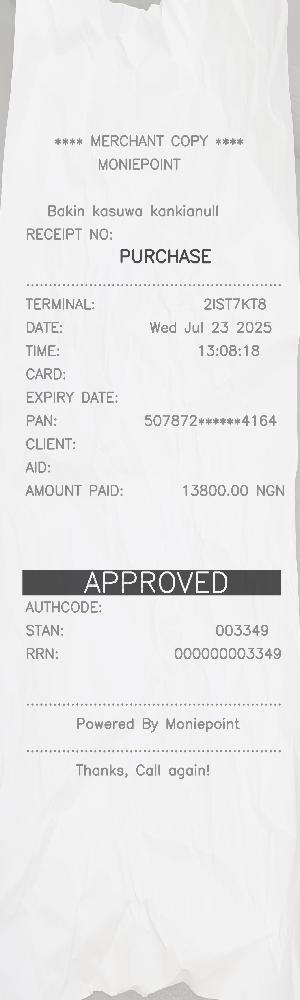 **** MERCHANT COPY ****
MONIEPOINT
Bakin kasuwa kankianull
RECEIPT NO:
PURCHASE
TERMINAL: 2IST7KT8
DATE: Wed Jul 23 2025
TIME: 13:08:18
CARD:
EXPIRY DATE:
PAN: 507872******4164
CLIENT:
AID:
AMOUNT PAID: 13800.00 NGN
APPROVED
AUTHCODE:
STAN: 003349
RRN: 000000003349
Powered By Moniepoint
Thanks, Call again!